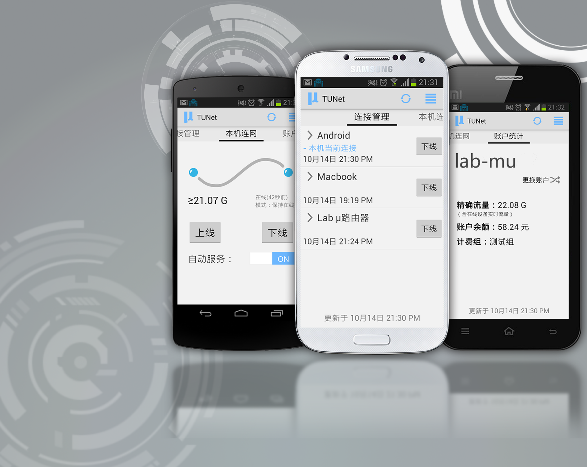 21:3
TUNet
接管理 本机连网 账户
≥21.07 G
上线 下线
自动服务： ON
SAMSUNG
21:31
μ TUNet
连接管理 本机连
Android
- 本机当前连接
10月14日 21:30 PM
下线
Macbook
10月14日 19:19 PM
下线
Lab μ路由器
10月14日 21:24 PM
下线
更新于 10月14日 21:30 PM
mi
21:32
TUNet
机连网 账户统计
lab-mu
更换账户
精确流量：22.08 G
账户余额：58.24 元
计费组：测试组
更新于 10月14日 21:30 PM